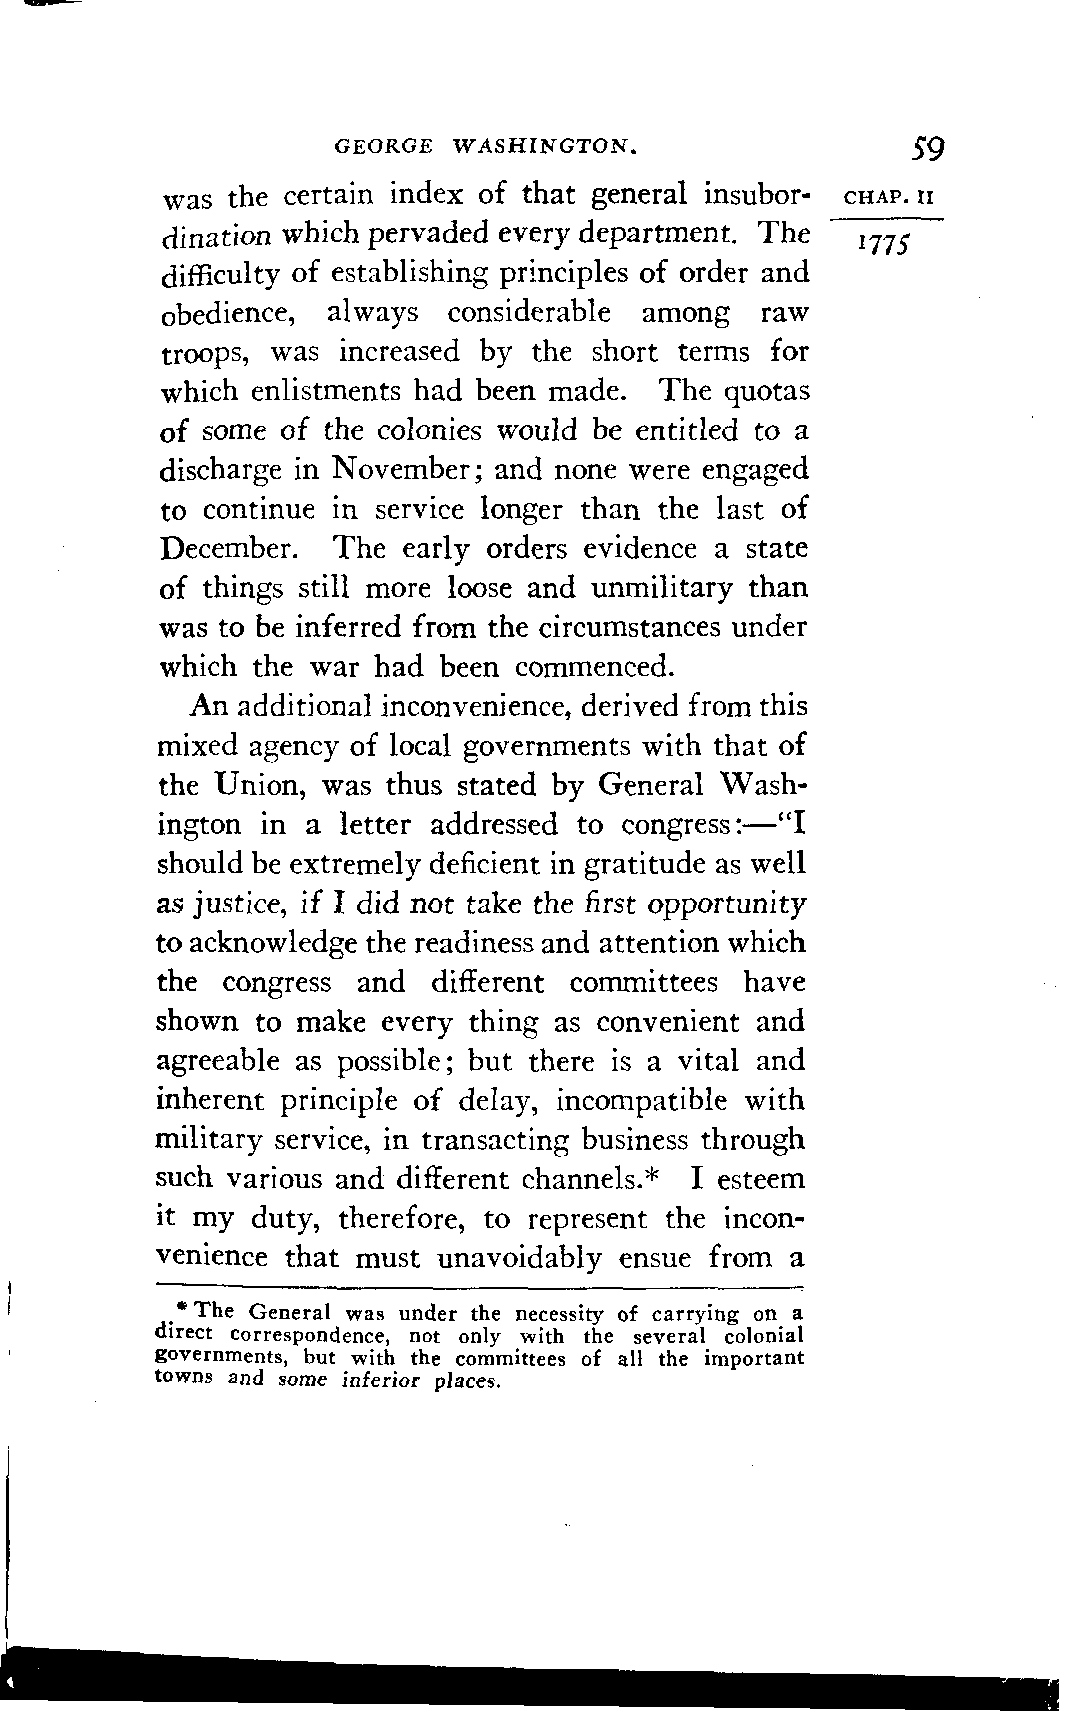 GEORGE WASHINGTON. 59
was the certain index of that general insubor- CHAP. II
dination which pervaded every department. The 1775
difficulty of establishing principles of order and
obedience, always considerable among raw
troops, was increased by the short terms for
which enlistments had been made. The quotas
of some of the colonies would be entitled to a
discharge in November; and none were engaged
to continue in service longer than the last of
December. The early orders evidence a state
of things still more loose and unmilitary than
was to be inferred from the circumstances under
which the war had been commenced.
An additional inconvenience, derived from this
mixed agency of local governments with that of
the Union, was thus stated by General Wash-
ington in a letter addressed to congress:—"I
should be extremely deficient in gratitude as well
as justice, if I did not take the first opportunity
to acknowledge the readiness and attention which
the congress and different committees have
shown to make every thing as convenient and
agreeable as possible; but there is a vital and
inherent principle of delay, incompatible with
military service, in transacting business through
such various and different channels.* I esteem
it my duty, therefore, to represent the incon-
venience that must unavoidably ensue from a
* The General was under the necessity of carrying on a
direct correspondence, not only with the several colonial
governments, but with the committees of all the important
towns and some inferior places.